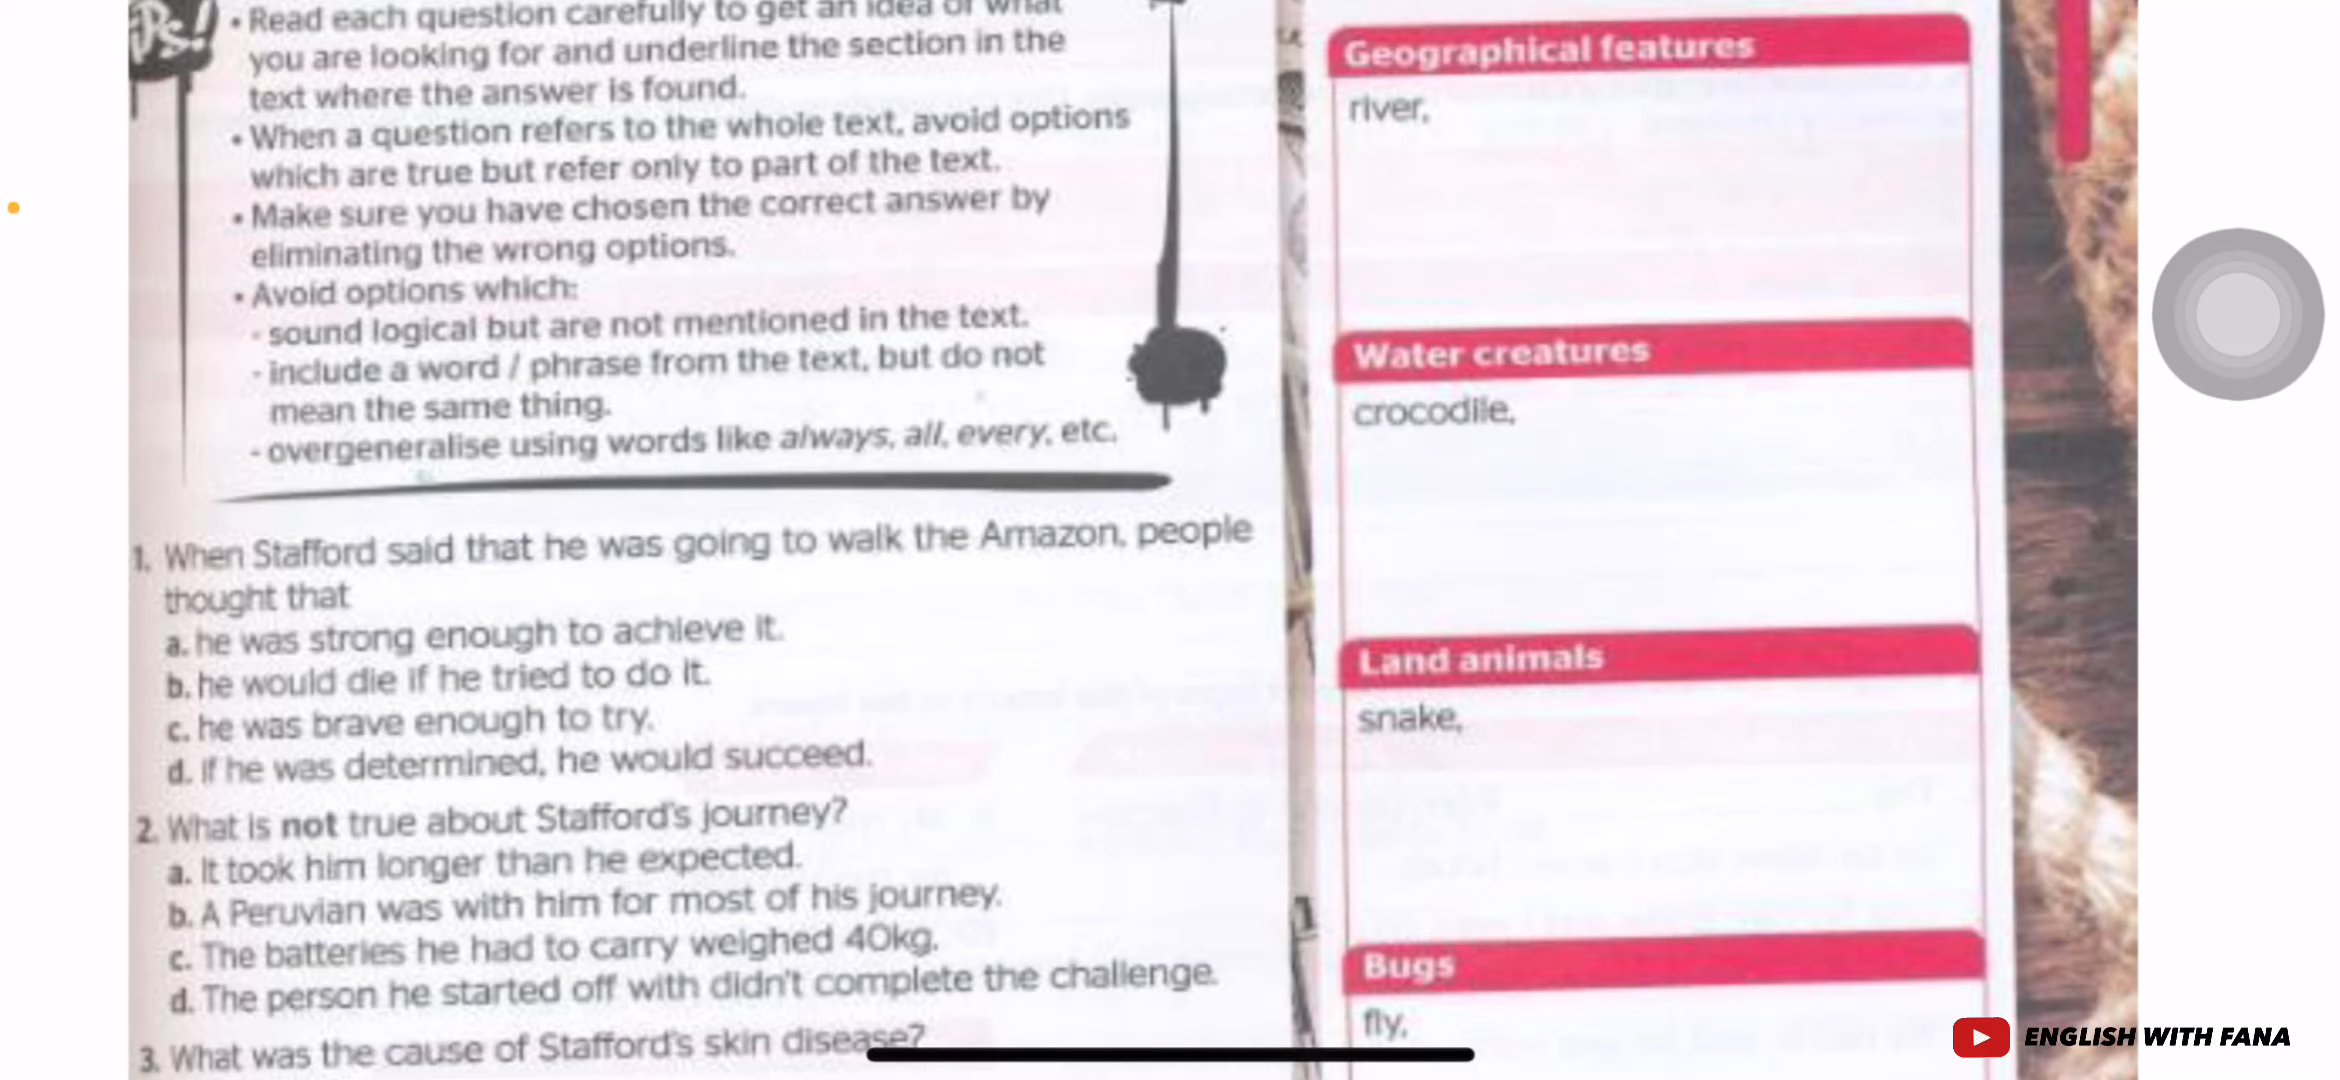 ps!
• Read each question carefully to get an idea of what
you are looking for and underline the section in the
text where the answer is found.
• When a question refers to the whole text, avoid options
which are true but refer only to part of the text.
• Make sure you have chosen the correct answer by
eliminating the wrong options.
• Avoid options which:
- sound logical but are not mentioned in the text.
- include a word / phrase from the text, but do not
mean the same thing.
- overgeneralise using words like always, all, every, etc.
1. When Stafford said that he was going to walk the Amazon, people
thought that
a. he was strong enough to achieve it.
b. he would die if he tried to do it.
c. he was brave enough to try.
d. if he was determined, he would succeed.
2. What is not true about Stafford's journey?
a. It took him longer than he expected.
b. A Peruvian was with him for most of his journey.
c. The batteries he had to carry weighed 40kg.
d. The person he started off with didn't complete the challenge.
3. What was the cause of Stafford's skin disease?
Geographical features
river,
Water creatures
crocodile,
Land animals
snake,
Bugs
fly,
ENGLISH WITH FANA